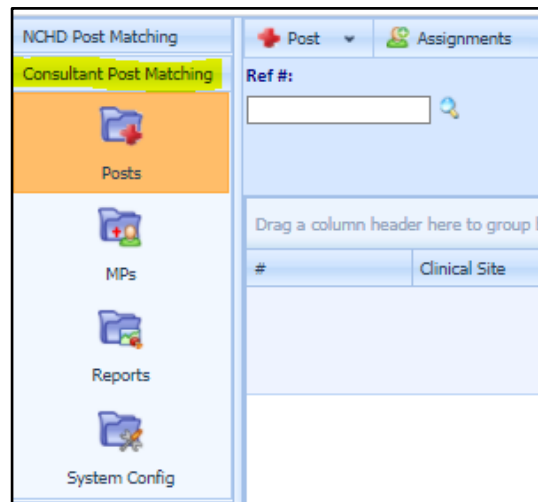 NCHD Post Matching
Consultant Post Matching
Posts
MPs
Reports
System Config
Post
Assignments
Ref #:
Drag a column header here to group
#
Clinical Site